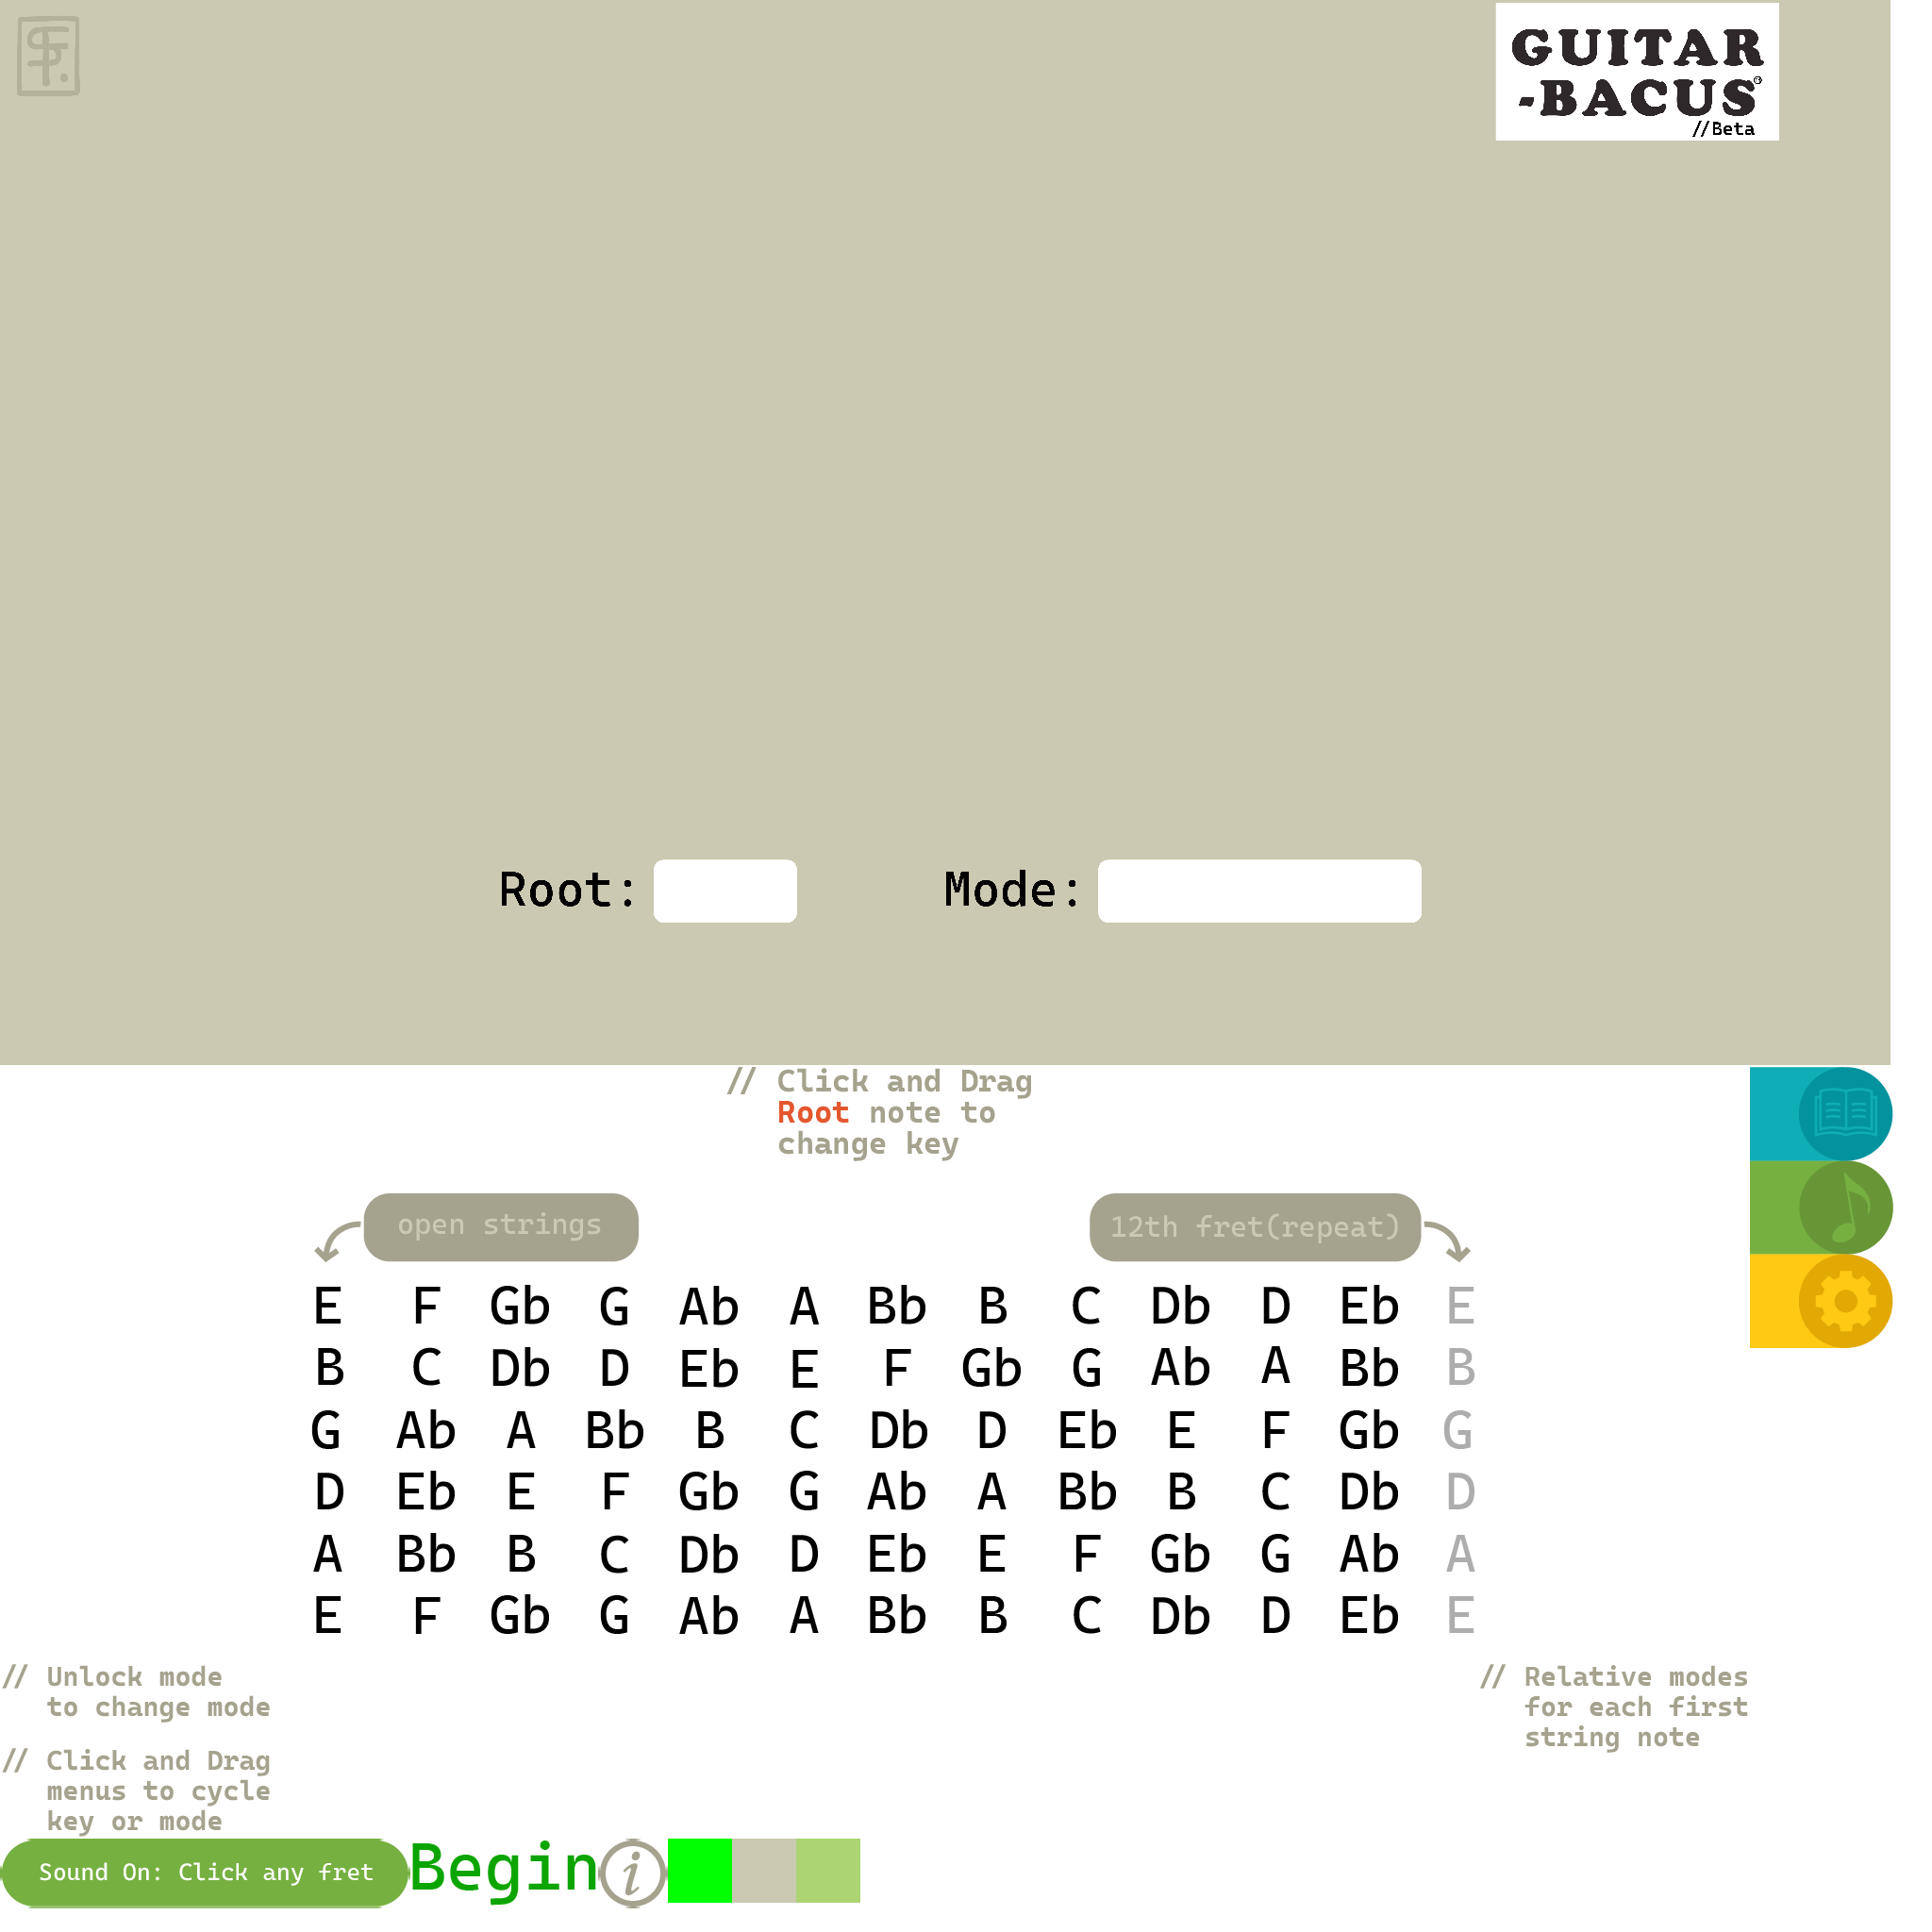 GUITAR
-BACUS
//Beta
Root: Mode:
// Click and Drag
Root note to
change key
open strings 12th fret(repeat)
E F Gb G Ab A Bb B C Db D Eb E
B C Db D Eb E F Gb G Ab A Bb B
G Ab A Bb B C Db D Eb E F Gb G
D Eb E F Gb G Ab A Bb B C Db D
A Bb B C Db D Eb E F Gb G Ab A
E F Gb G Ab A Bb B C Db D Eb E
// Unlock mode
to change mode
// Relative modes
for each first
string note
// Click and Drag
menus to cycle
key or mode
Sound On: Click any fret Begin i